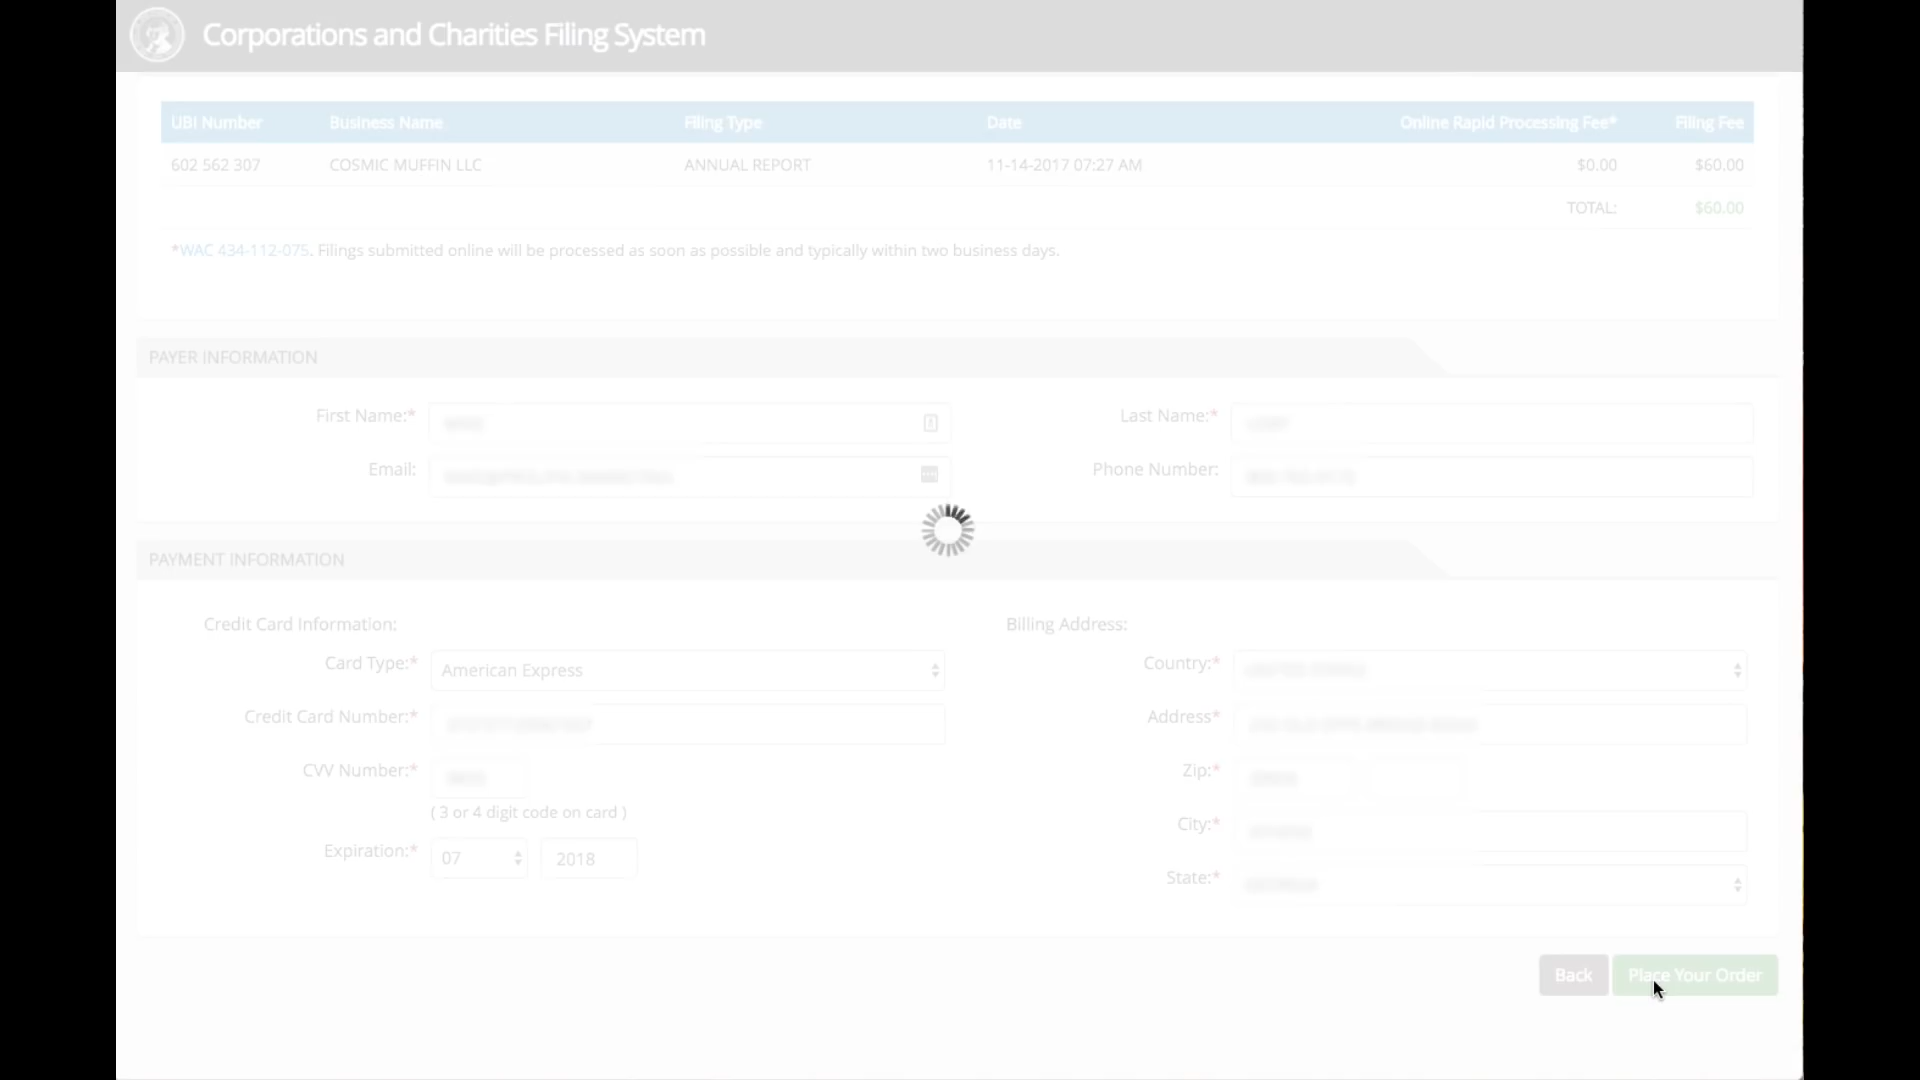 Corporations and Charities Filing System
UBI Number Business Name Filing Type Date Online Rapid Processing Fee* Filing Fee
602 562 307 COSMIC MUFFIN LLC ANNUAL REPORT 11-14-2017 07:27 AM $0.00 $60.00
TOTAL: $60.00
*WAC 434-112-075. Filings submitted online will be processed as soon as possible and typically within two business days.
PAYER INFORMATION
First Name:* Last Name:*
Email: Phone Number:
PAYMENT INFORMATION
Credit Card Information: Billing Address:
Card Type:* American Express Country:*
Credit Card Number:* Address*
CVV Number:* Zip:*
( 3 or 4 digit code on card )
City:*
Expiration:* 07 2018
State:*
Back Place Your Order